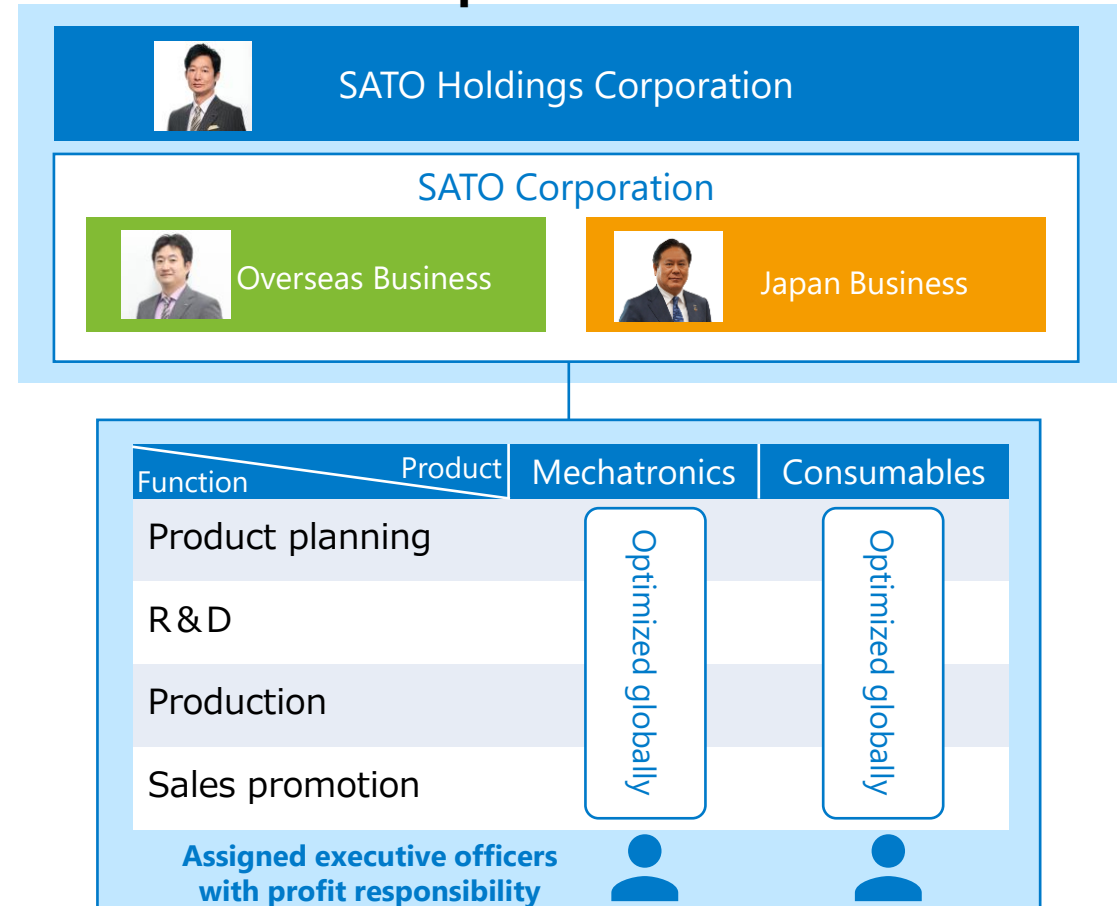 SATO Holdings Corporation
SATO Corporation
Overseas Business
Japan Business
Function
Product
Mechatronics
Consumables
Product planning
R&D
Production
Sales promotion
Optimized globally
Optimized globally
Assigned executive officers
with profit responsibility